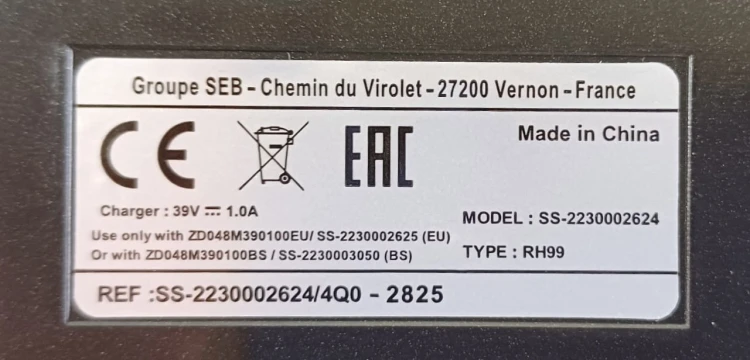 Groupe SEB - Chemin du Virolet - 27200 Vernon - France
CE EAC Made in China
Charger : 39V ⎓ 1.0A
MODEL : SS-2230002624
Use only with ZD048M390100EU/ SS-2230002625 (EU)
Or with ZD048M390100BS / SS-2230003050 (BS)
TYPE : RH99
REF :SS-2230002624/4Q0 - 2825